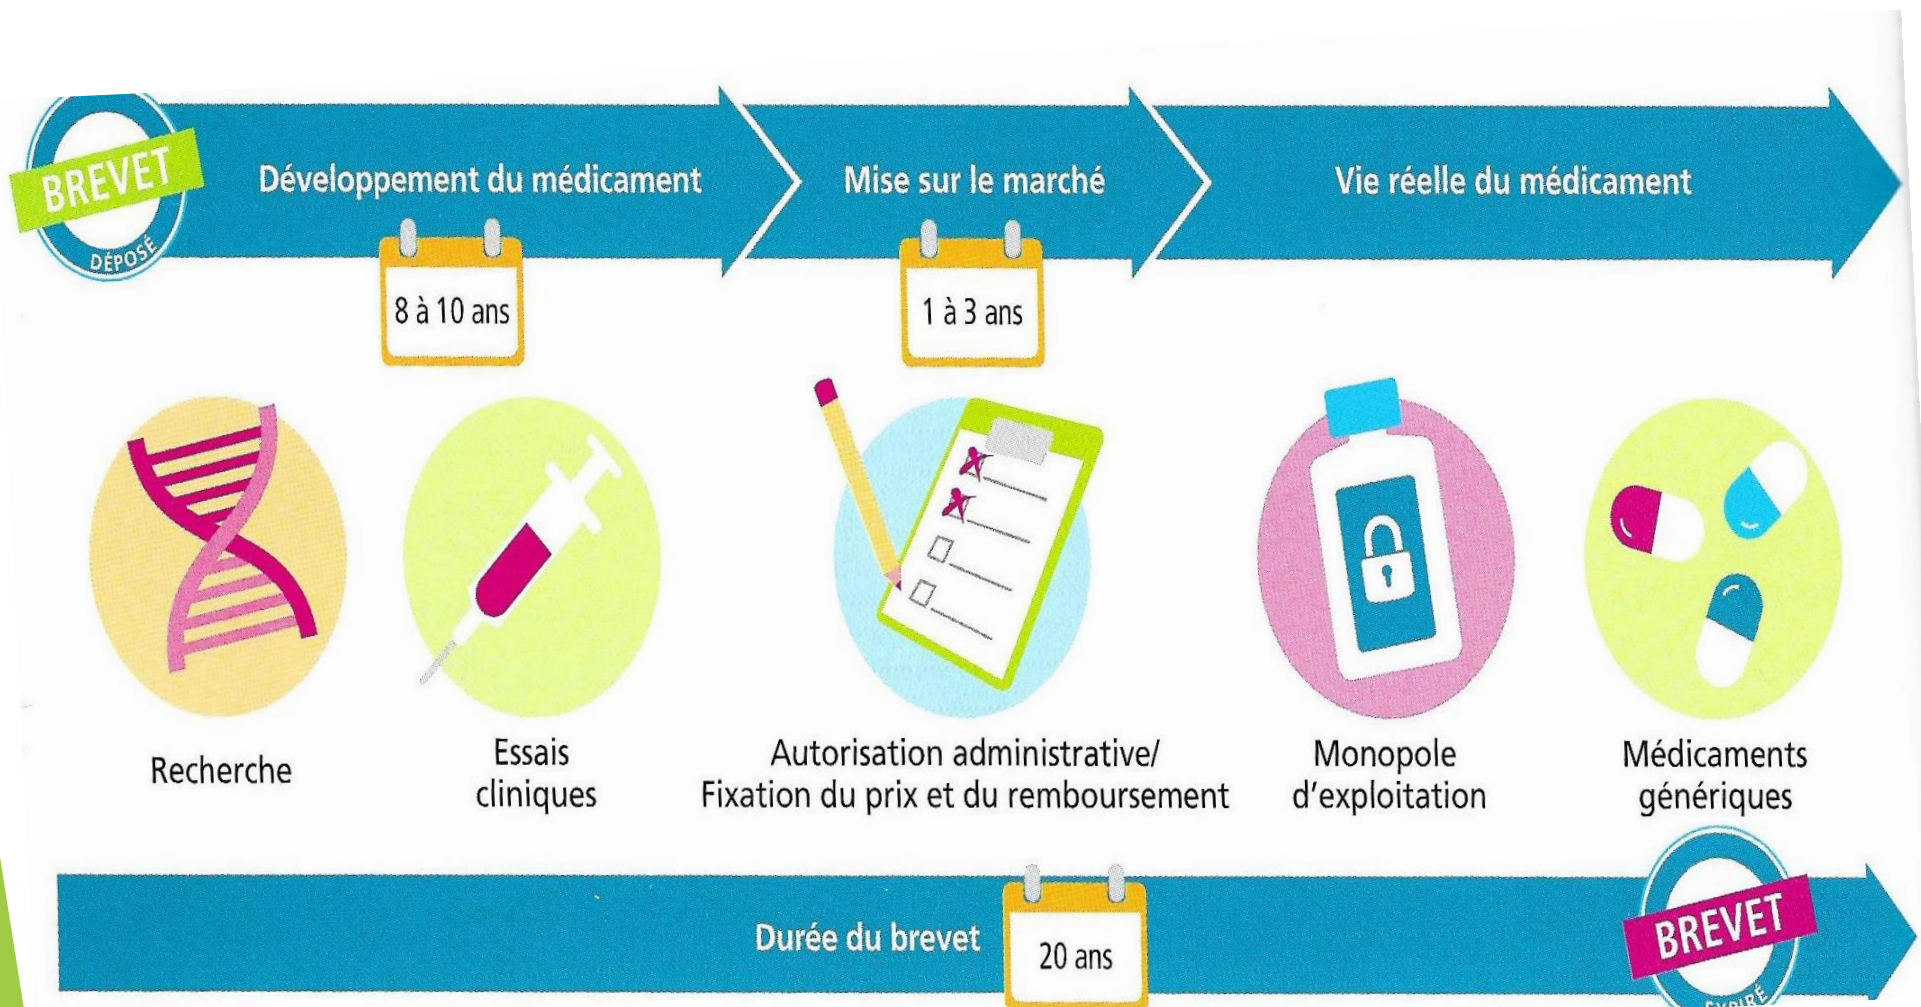 BREVET
DÉPOSÉ
Développement du médicament
Mise sur le marché
Vie réelle du médicament
8 à 10 ans
1 à 3 ans
Recherche
Essais
cliniques
Autorisation administrative/
Fixation du prix et du remboursement
Monopole
d'exploitation
Médicaments
génériques
Durée du brevet
20 ans
BREVET
EXPIRÉ